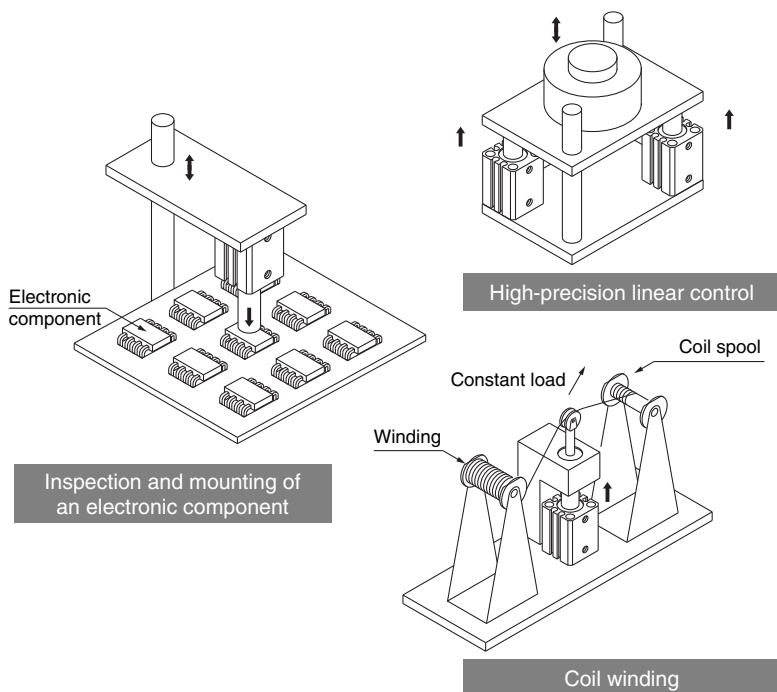 Electronic
component
Inspection and mounting of
an electronic component
High-precision linear control
Coil spool
Constant load
Winding
Coil winding